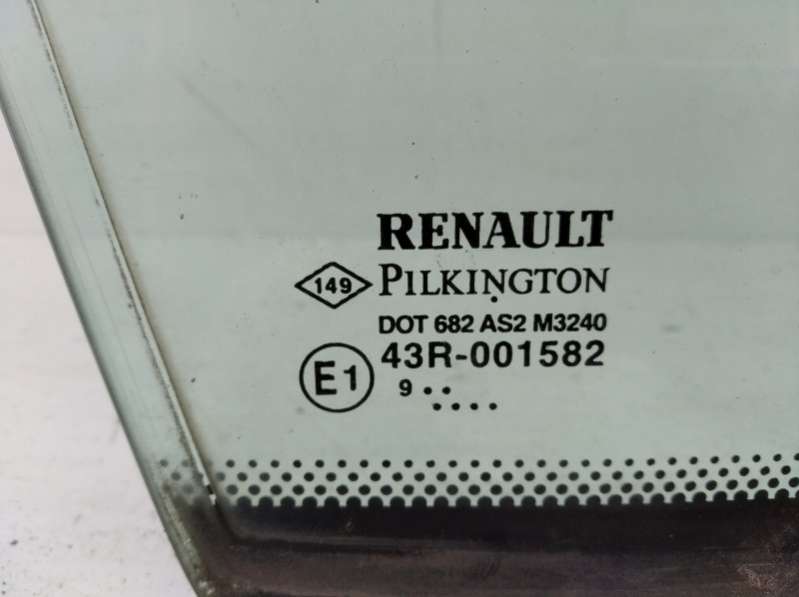 RENAULT
149 PILKINGTON
DOT 682 AS2 M3240
E1 43R-001582
9 ..
....